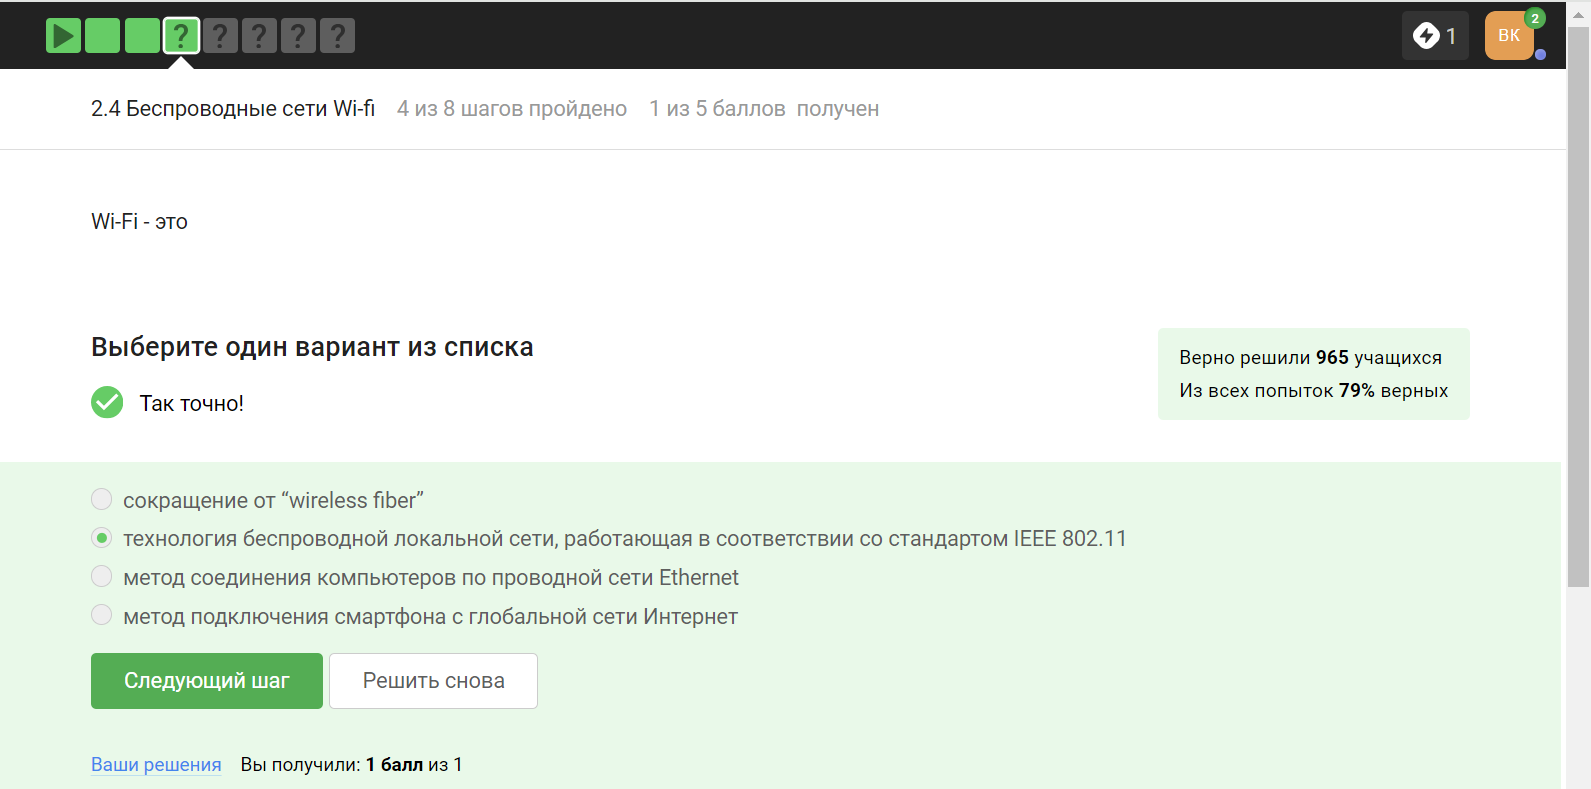 ? ? ? ? ?
1
ВК
2
2.4 Беспроводные сети Wi-fi 4 из 8 шагов пройдено 1 из 5 баллов получен
Wi-Fi - это
Выберите один вариант из списка
Так точно!
Верно решили 965 учащихся
Из всех попыток 79% верных
сокращение от “wireless fiber”
технология беспроводной локальной сети, работающая в соответствии со стандартом IEEE 802.11
метод соединения компьютеров по проводной сети Ethernet
метод подключения смартфона с глобальной сети Интернет
Следующий шаг Решить снова
Ваши решения Вы получили: 1 балл из 1